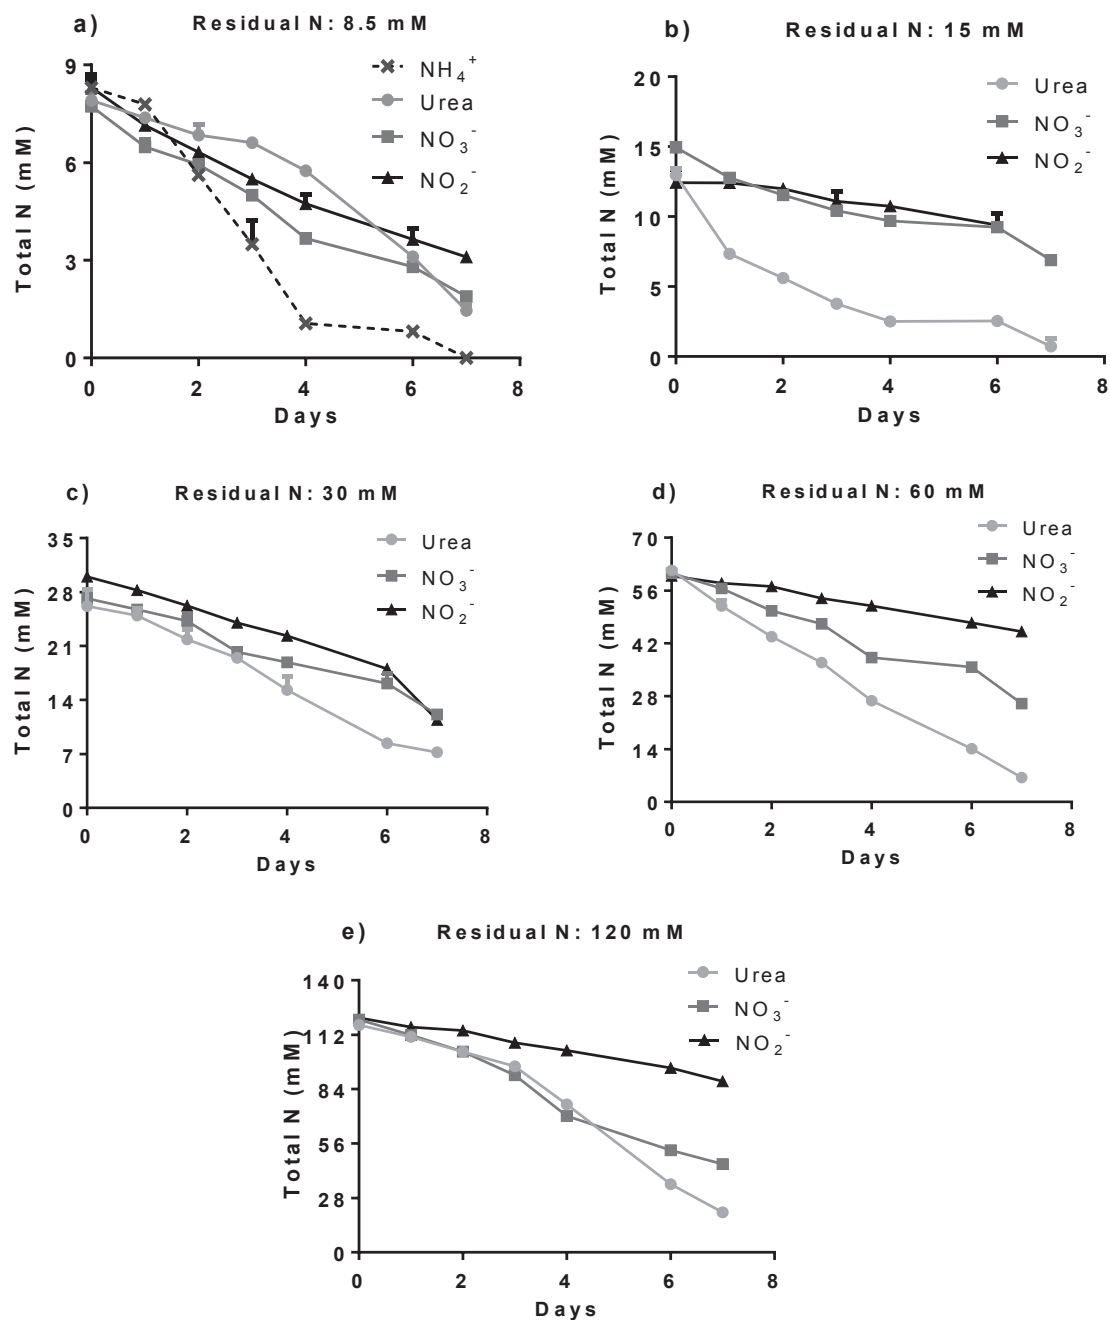 a) Residual N: 8.5 mM
NH₄⁺
Urea
NO₃⁻
NO₂⁻
Total N (mM)
9
6
3
0
0 2 4 6 8
Days
b) Residual N: 15 mM
Urea
NO₃⁻
NO₂⁻
Total N (mM)
20
15
10
5
0
0 2 4 6 8
Days
c) Residual N: 30 mM
Urea
NO₃⁻
NO₂⁻
Total N (mM)
35
28
21
14
7
0
0 2 4 6 8
Days
d) Residual N: 60 mM
Urea
NO₃⁻
NO₂⁻
Total N (mM)
70
56
42
28
14
0
0 2 4 6 8
Days
e) Residual N: 120 mM
Urea
NO₃⁻
NO₂⁻
Total N (mM)
140
112
84
56
28
0
0 2 4 6 8
Days